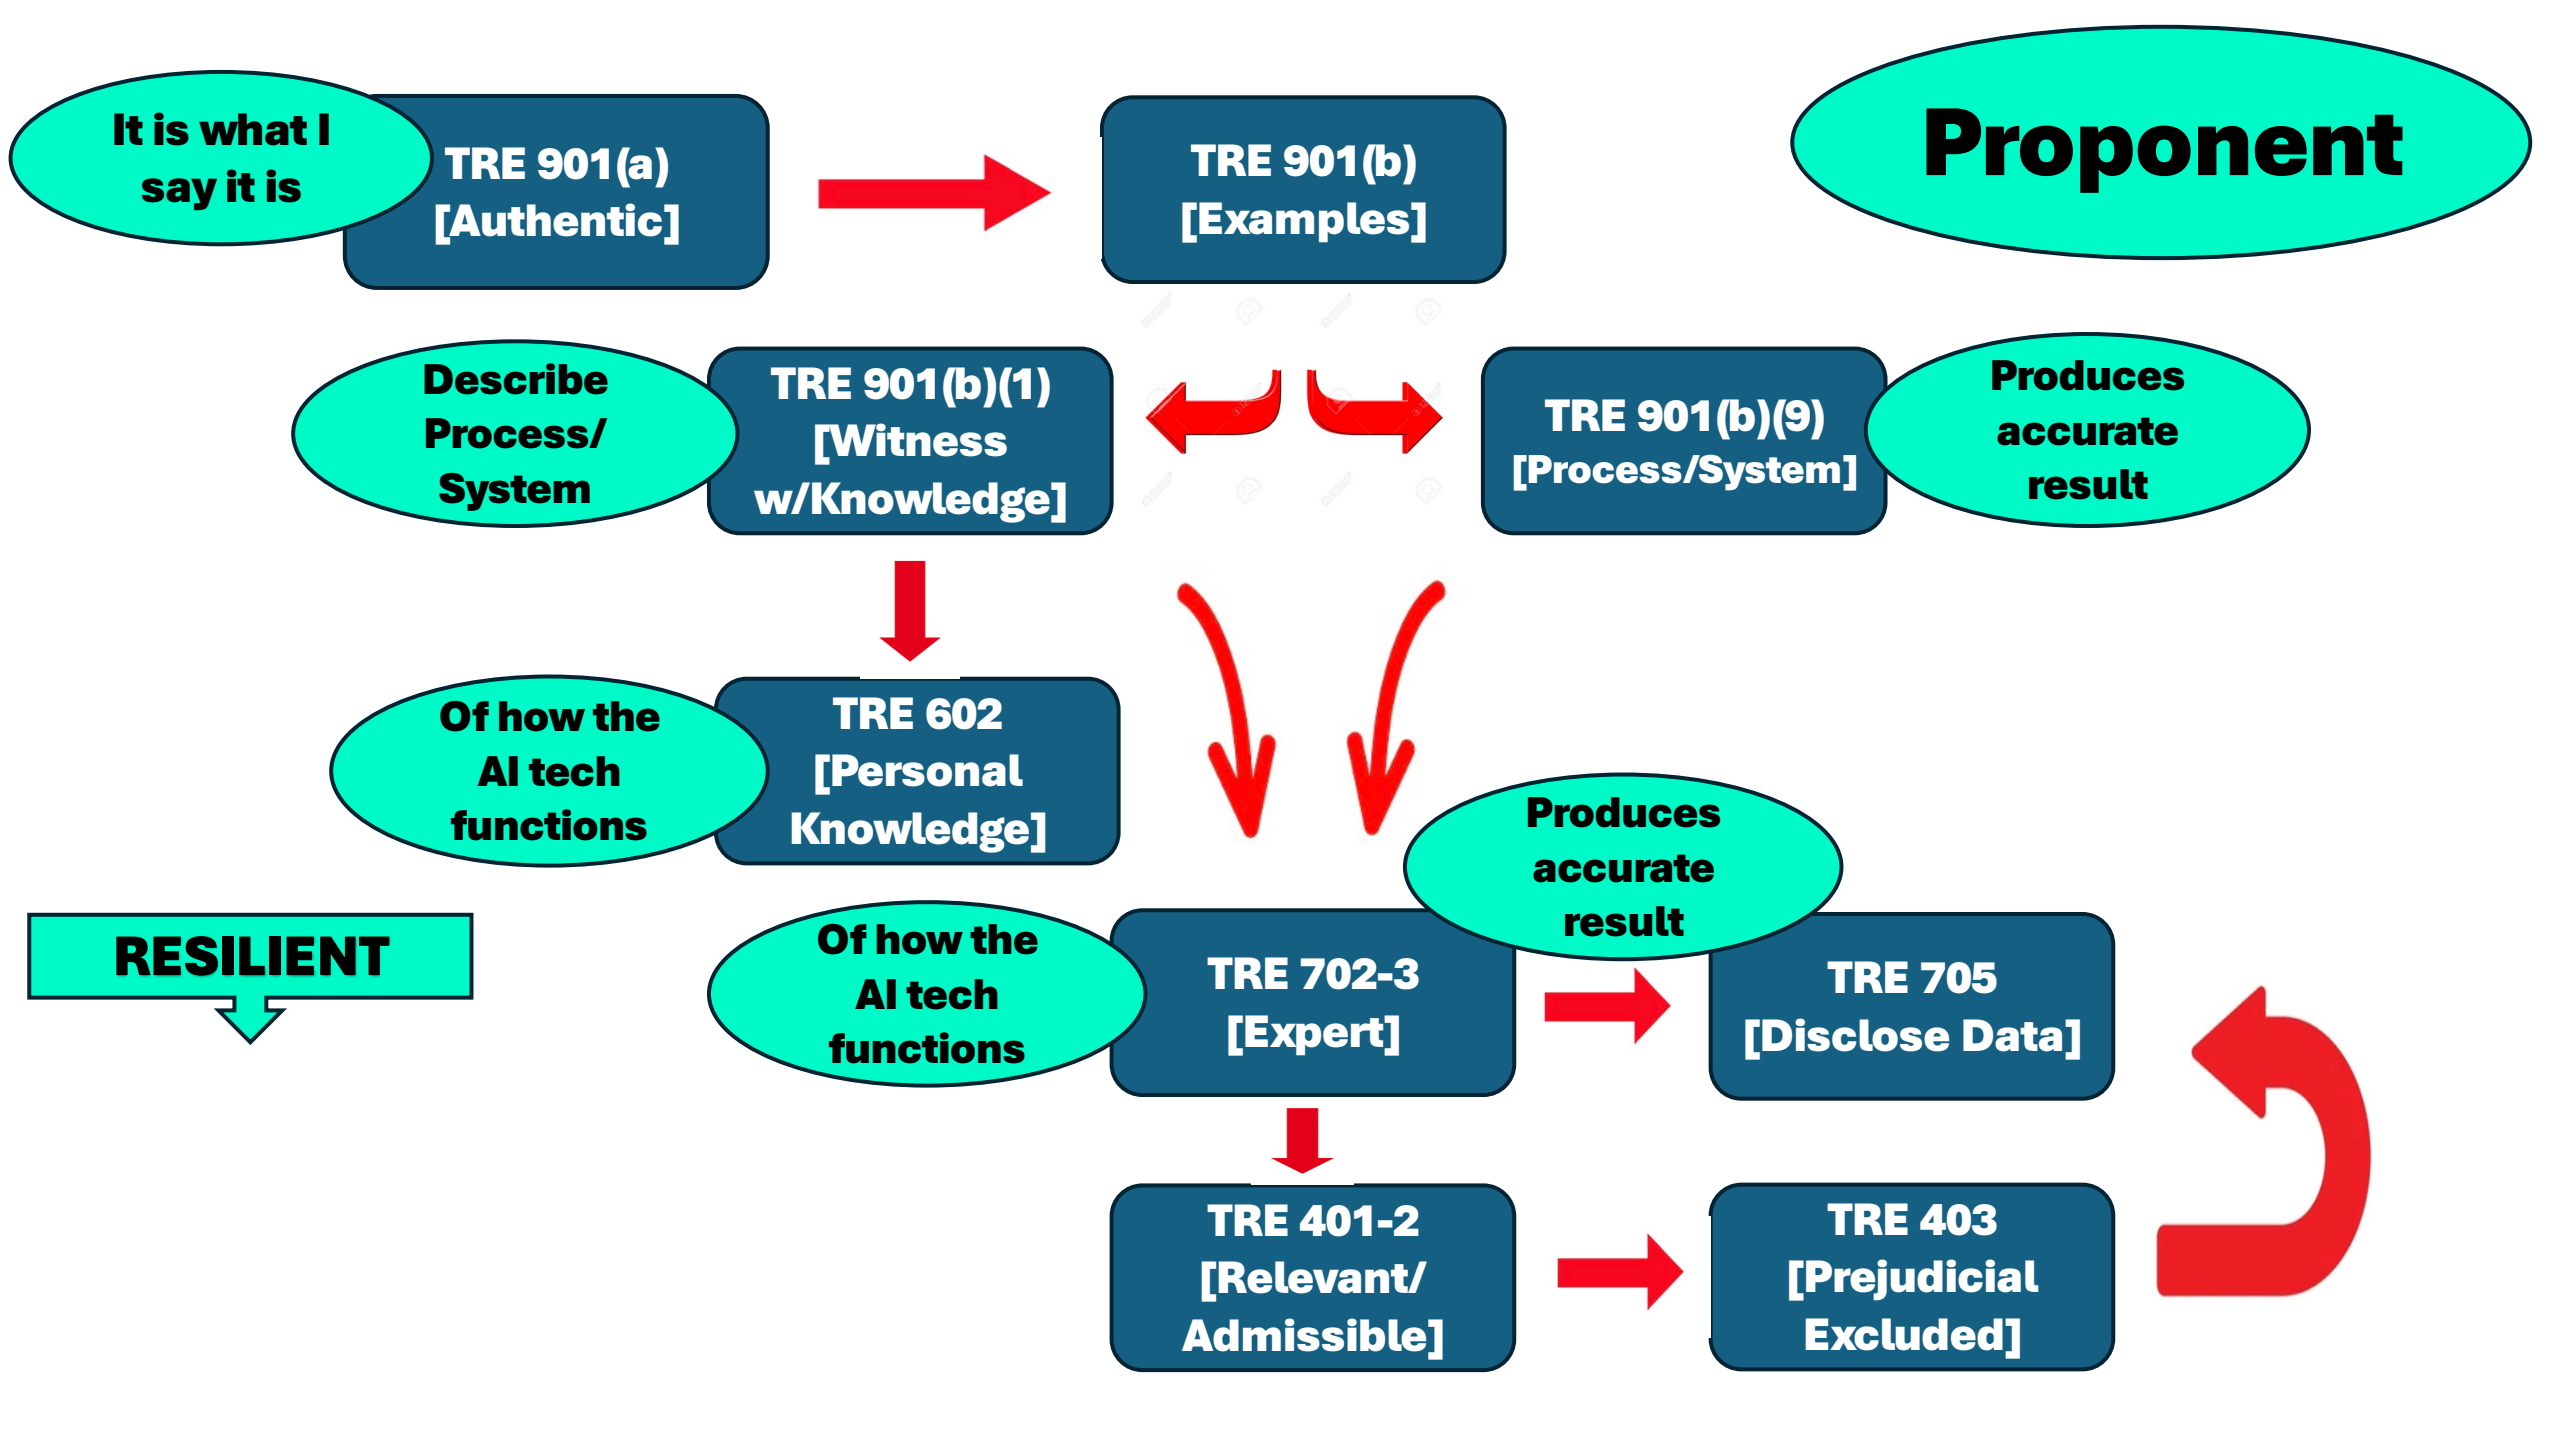 It is what I
say it is
TRE 901(a)
[Authentic]
TRE 901(b)
[Examples]
Proponent
Describe
Process/
System
TRE 901(b)(1)
[Witness
w/Knowledge]
TRE 901(b)(9)
[Process/System]
Produces
accurate
result
Of how the
AI tech
functions
TRE 602
[Personal
Knowledge]
Produces
accurate
result
RESILIENT
Of how the
AI tech
functions
TRE 702-3
[Expert]
TRE 705
[Disclose Data]
TRE 401-2
[Relevant/
Admissible]
TRE 403
[Prejudicial
Excluded]